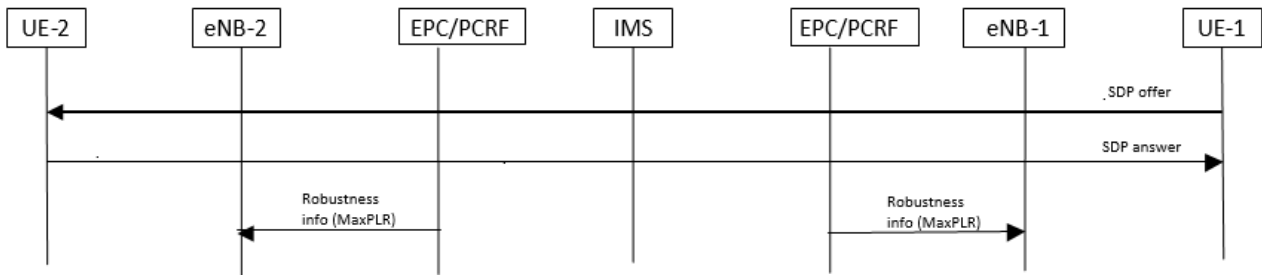 UE-2
eNB-2
EPC/PCRF
IMS
EPC/PCRF
eNB-1
UE-1
SDP offer
SDP answer
Robustness
info (MaxPLR)
Robustness
info (MaxPLR)